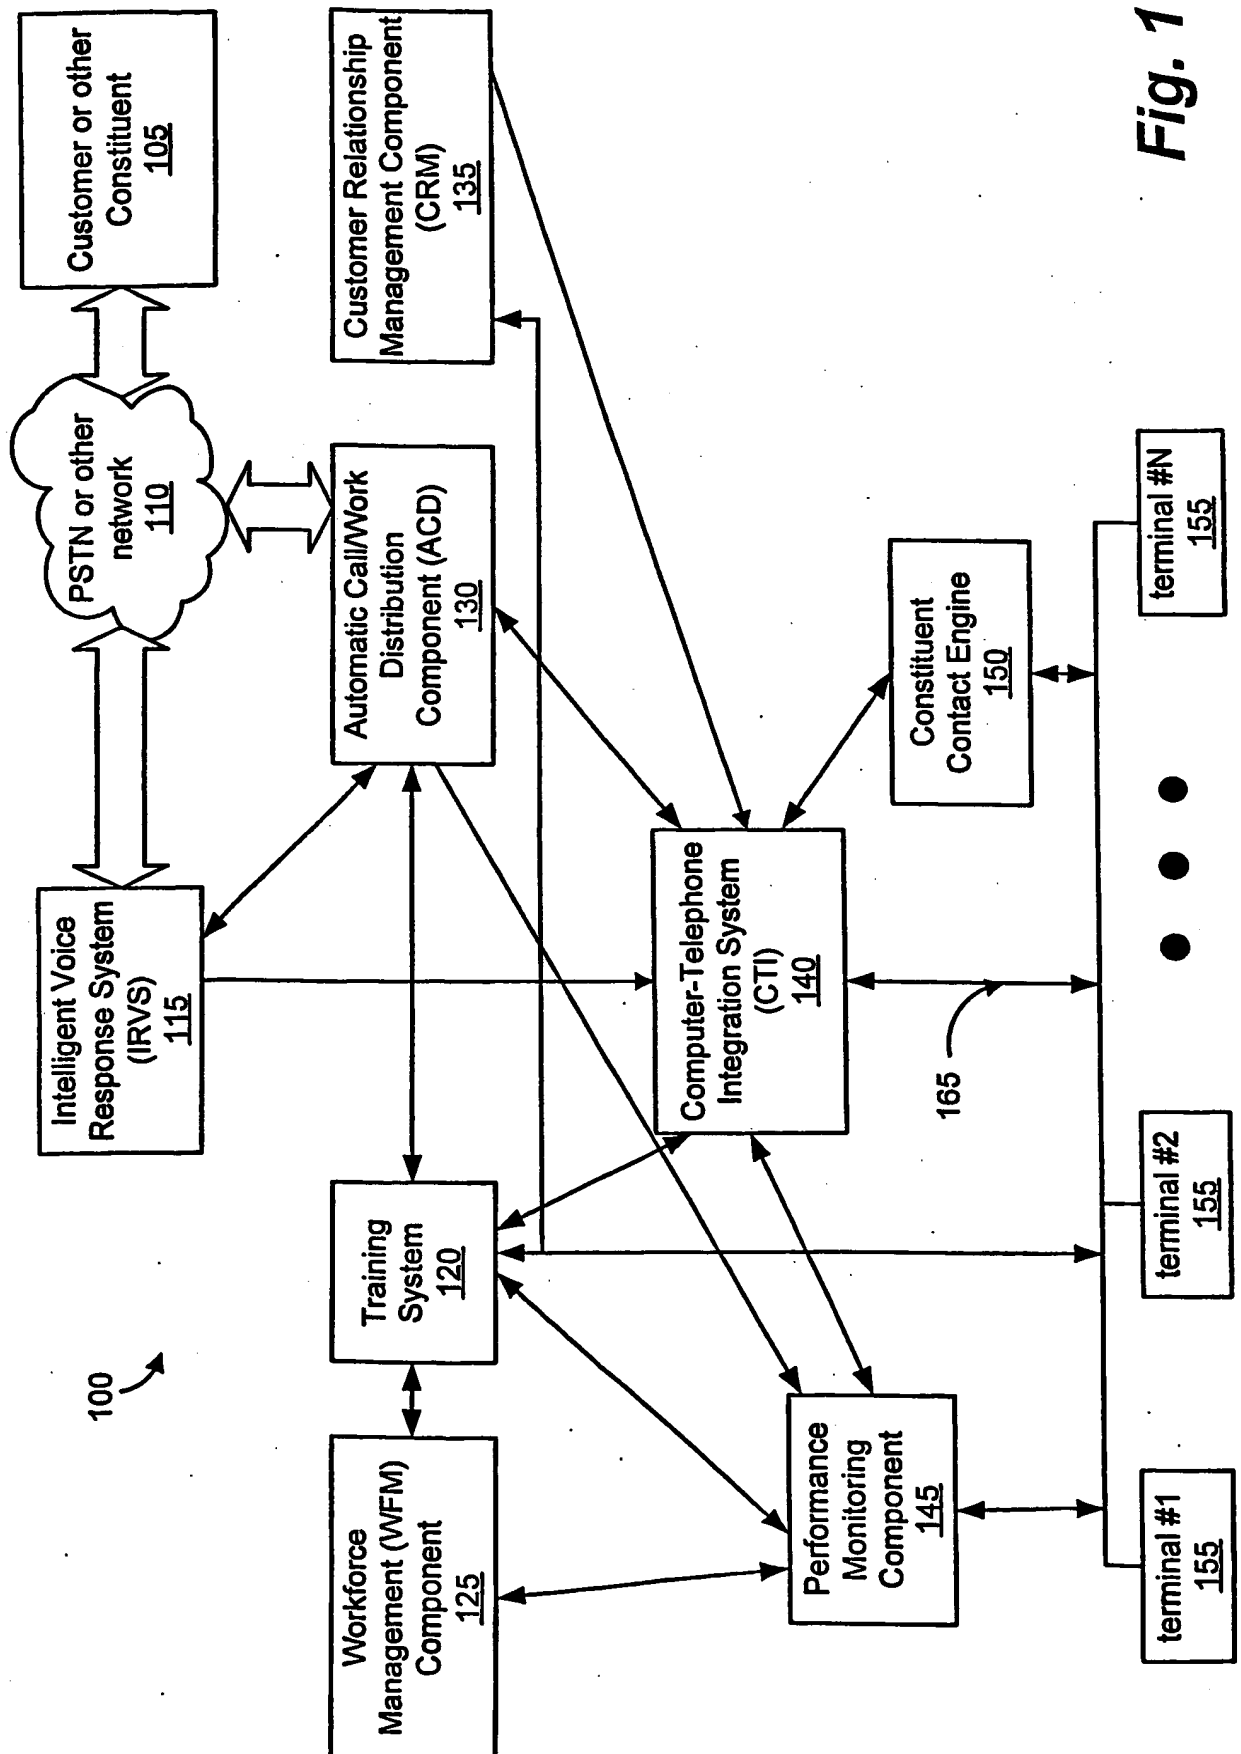 100
Intelligent Voice
Response System
(IRVS)
115
PSTN or other
network
110
Customer or other
Constituent
105
Workforce
Management (WFM)
Component
125
Training
System
120
Automatic Call/Work
Distribution
Component (ACD)
130
Customer Relationship
Management Component
(CRM)
135
Computer-Telephone
Integration System
(CTI)
140
Performance
Monitoring
Component
145
Constituent
Contact Engine
150
165
terminal #1
155
terminal #2
155
terminal #N
155
Fig. 1